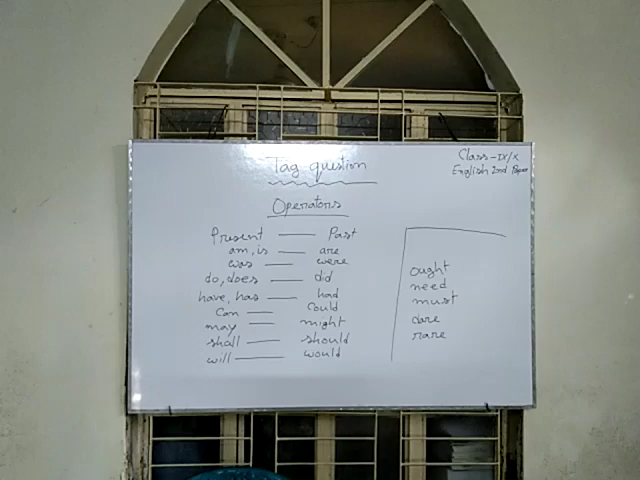 Tag question
Class - IX/X
English 2nd Paper
Operators
Present — Past
am, is — are
was — were
do, does — did
have, has — had
can — could
may — might
shall — should
will — would
ought
need
must
dare
rare